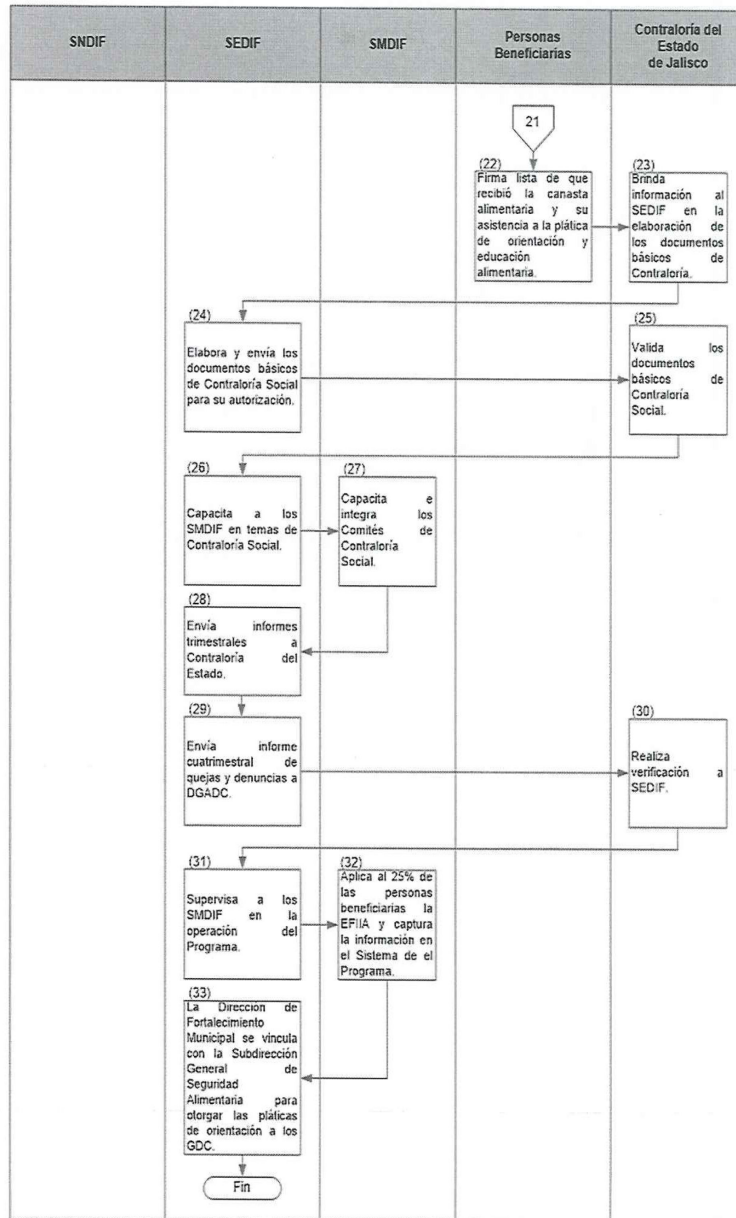 SNDIF
SEDIF
SMDIF
Personas
Beneficiarias
Contraloría del
Estado
de Jalisco
21
(22)
Firma lista de que
recibió la canasta
alimentaria y su
asistencia a la plática
de orientación y
educación
alimentaria.
(23)
Brinda
información al
SEDIF en la
elaboración de
los documentos
básicos de
Contraloría.
(24)
Elabora y envía los
documentos básicos
de Contraloría Social
para su autorización.
(25)
Valida los
documentos
básicos de
Contraloría
Social.
(26)
Capacita a los
SMDIF en temas de
Contraloría Social.
(27)
Capacita e
integra los
Comités de
Contraloría
Social.
(28)
Envía informes
trimestrales a
Contraloría del
Estado.
(29)
Envía informe
cuatrimestral de
quejas y denuncias a
DGADC.
(30)
Realiza
verificación a
SEDIF.
(31)
Supervisa a los
SMDIF en la
operación del
Programa.
(32)
Aplica al 25% de
las personas
beneficiarias la
EFIIA y captura
la información en
el Sistema de el
Programa.
(33)
La Dirección de
Fortalecimiento
Municipal se vincula
con la Subdirección
General de
Seguridad
Alimentaria para
otorgar las pláticas
de orientación a los
GDC.
Fin